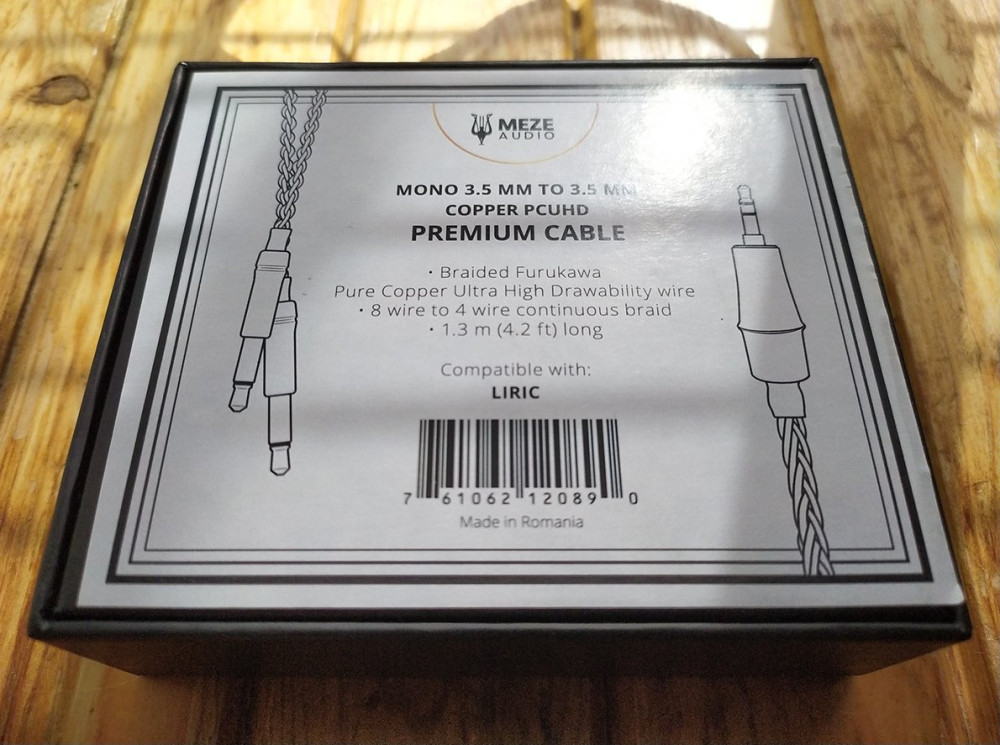 MEZE
AUDIO
MONO 3.5 MM TO 3.5 MM
COPPER PCUHD
PREMIUM CABLE
• Braided Furukawa
Pure Copper Ultra High Drawability wire
• 8 wire to 4 wire continuous braid
• 1.3 m (4.2 ft) long
Compatible with:
LIRIC
7 61062 12089 0
Made in Romania